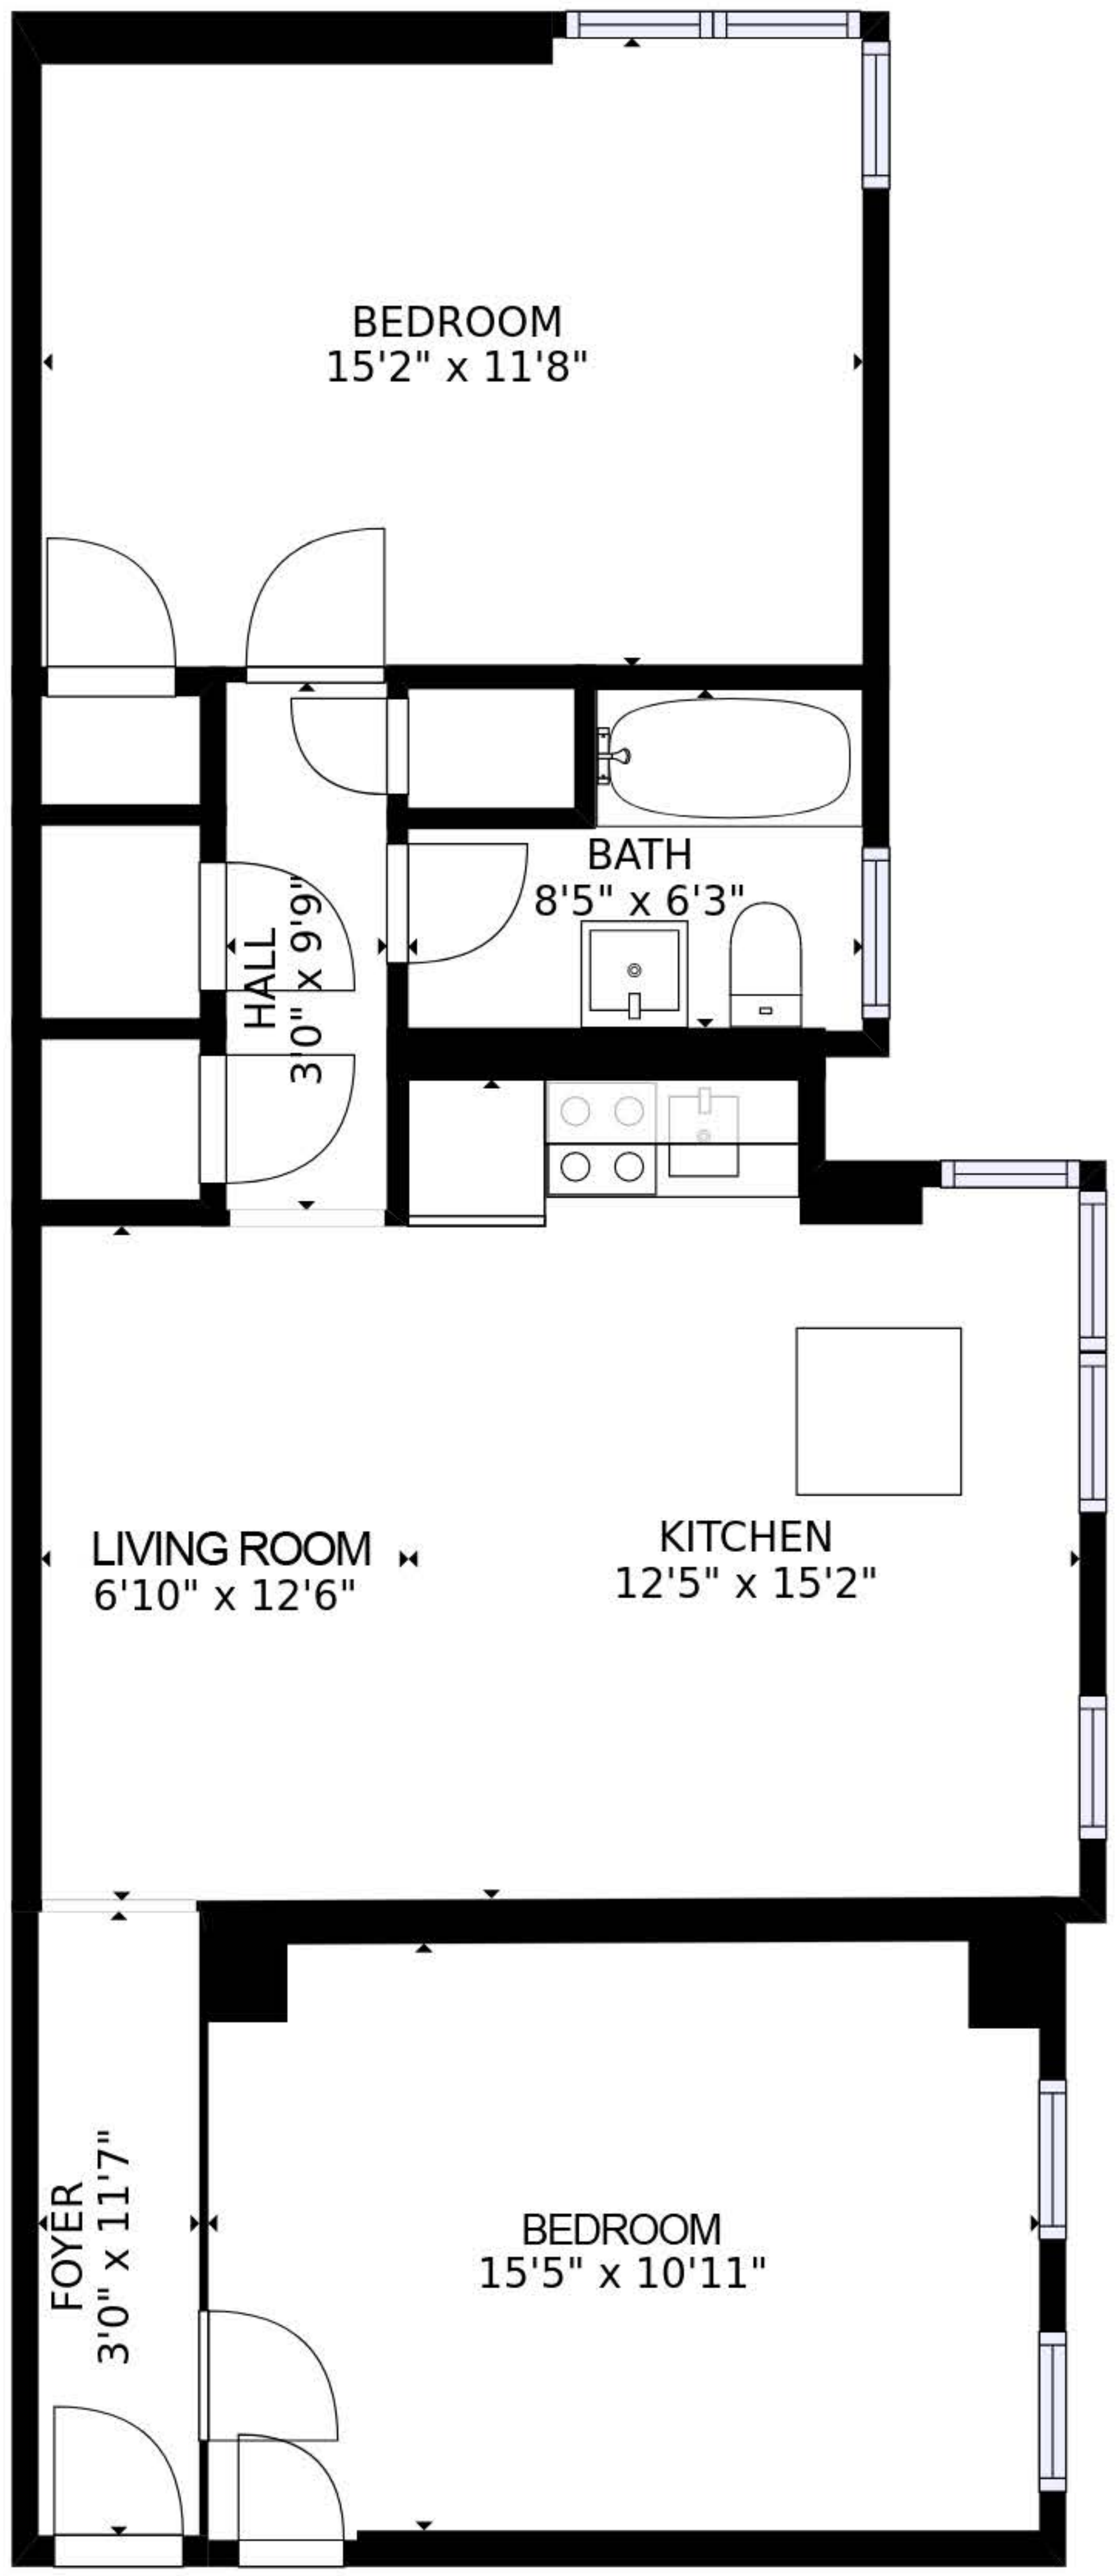 BEDROOM
15'2" x 11'8"
BATH
8'5" x 6'3"
HALL
3'0" x 9'9"
LIVING ROOM
6'10" x 12'6"
KITCHEN
12'5" x 15'2"
FOYER
3'0" x 11'7"
BEDROOM
15'5" x 10'11"